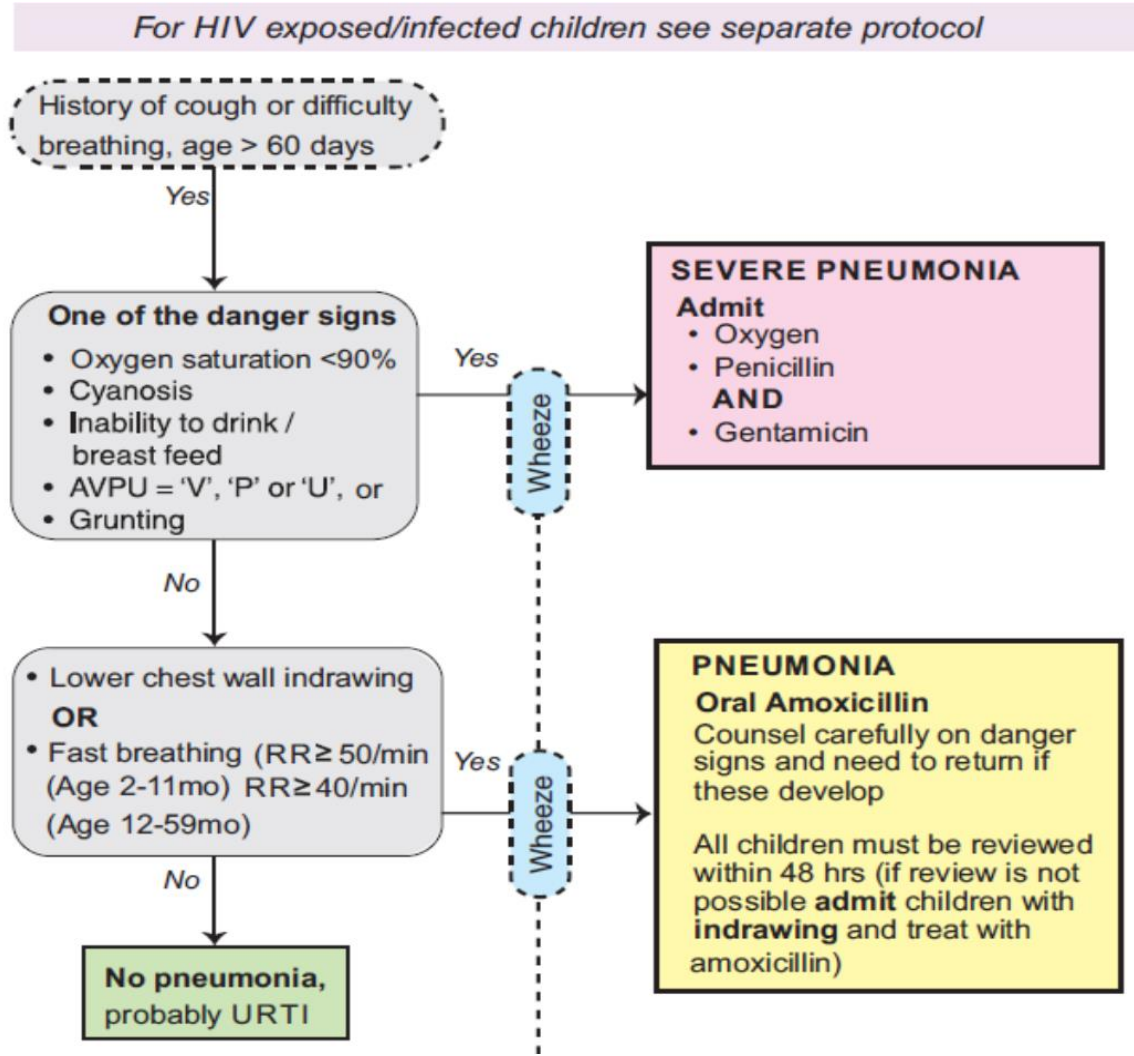 For HIV exposed/infected children see separate protocol
History of cough or difficulty
breathing, age > 60 days
Yes
One of the danger signs
• Oxygen saturation <90%
• Cyanosis
• Inability to drink /
breast feed
• AVPU = ‘V’, ‘P’ or ‘U’, or
• Grunting
Yes
Wheeze
SEVERE PNEUMONIA
Admit
• Oxygen
• Penicillin
AND
• Gentamicin
No
• Lower chest wall indrawing
OR
• Fast breathing (RR≥ 50/min
(Age 2-11mo) RR≥ 40/min
(Age 12-59mo)
Yes
Wheeze
PNEUMONIA
Oral Amoxicillin
Counsel carefully on danger
signs and need to return if
these develop
All children must be reviewed
within 48 hrs (if review is not
possible admit children with
indrawing and treat with
amoxicillin)
No
No pneumonia,
probably URTI